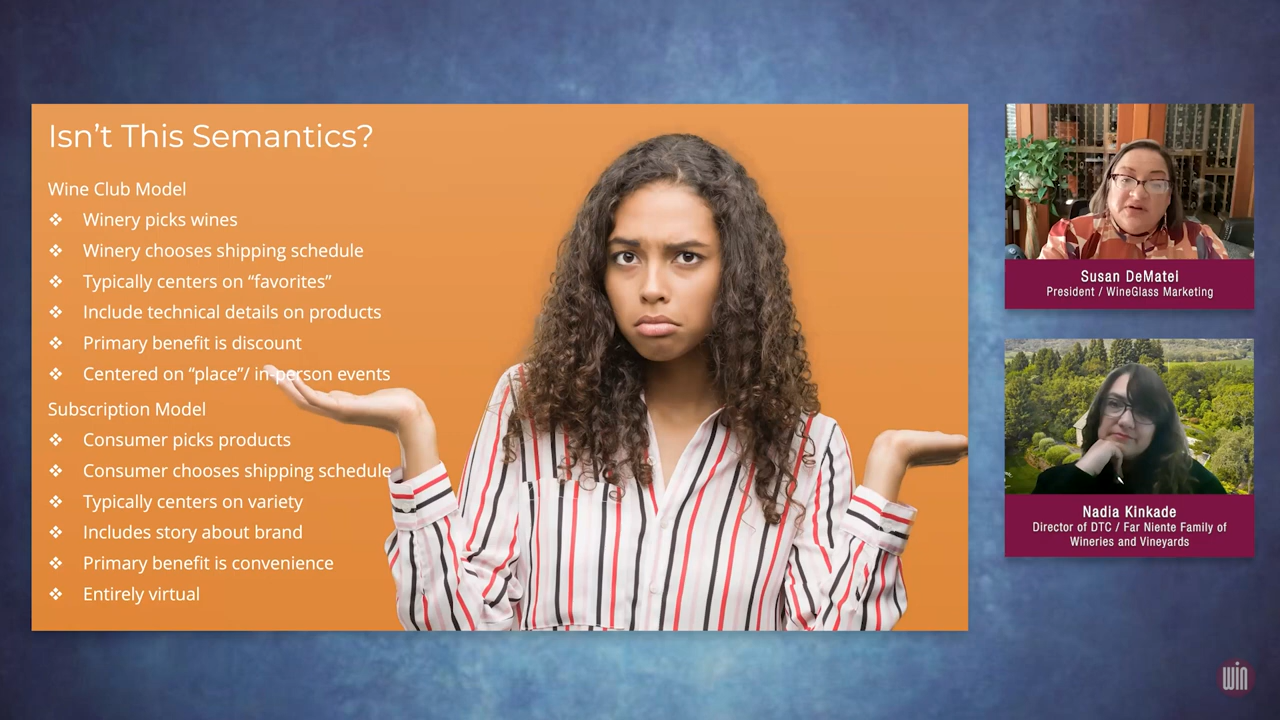 Isn’t This Semantics?
Wine Club Model
❖ Winery picks wines
❖ Winery chooses shipping schedule
❖ Typically centers on “favorites”
❖ Include technical details on products
❖ Primary benefit is discount
❖ Centered on “place”/ in-person events
Subscription Model
❖ Consumer picks products
❖ Consumer chooses shipping schedule
❖ Typically centers on variety
❖ Includes story about brand
❖ Primary benefit is convenience
❖ Entirely virtual
Susan DeMatei
President / WineGlass Marketing
Nadia Kinkade
Director of DTC / Far Niente Family of
Wineries and Vineyards
win